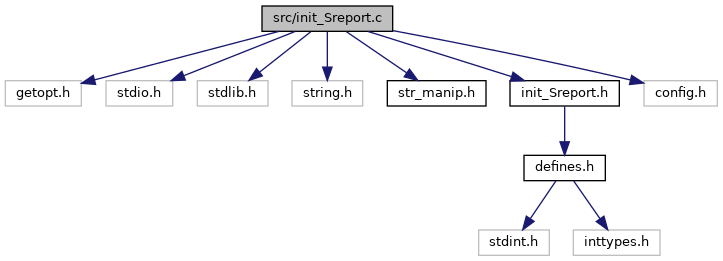 src/init_Sreport.c
getopt.h
stdio.h
stdlib.h
string.h
str_manip.h
init_Sreport.h
config.h
defines.h
stdint.h
inttypes.h